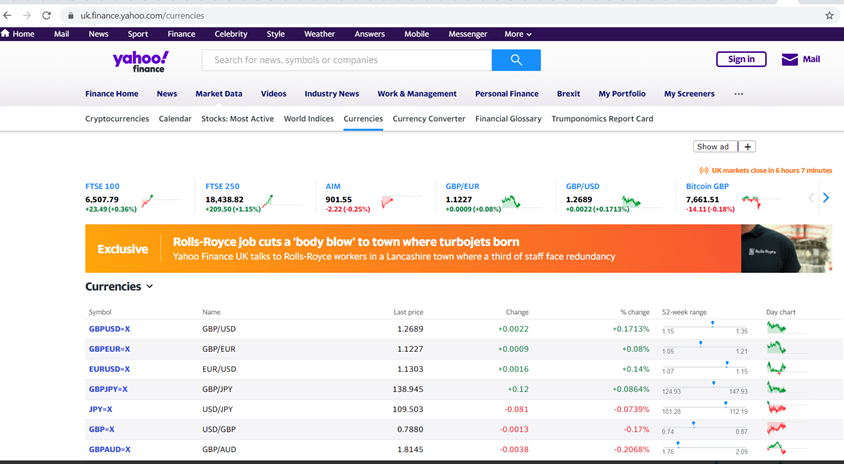 uk.finance.yahoo.com/currencies
Home Mail News Sport Finance Celebrity Style Weather Answers Mobile Messenger More
yahoo! finance
Search for news, symbols or companies
Sign in
Mail
Finance Home News Market Data Videos Industry News Work & Management Personal Finance Brexit My Portfolio My Screeners ...
Cryptocurrencies Calendar Stocks: Most Active World Indices Currencies Currency Converter Financial Glossary Trumponomics Report Card
Show ad +
UK markets close in 6 hours 7 minutes
FTSE 100 FTSE 250 AIM GBP/EUR GBP/USD Bitcoin GBP
6,507.79 18,438.82 901.55 1.1227 1.2689 7,661.51
+23.49 (+0.36%) +209.50 (+1.15%) -2.22 (-0.25%) +0.0009 (+0.08%) +0.0022 (+0.1713%) -14.11 (-0.18%)
Exclusive
Rolls-Royce job cuts a 'body blow' to town where turbojets born
Yahoo Finance UK talks to Rolls-Royce workers in a Lancashire town where a third of staff face redundancy
Rolls-Royce
Currencies
Symbol Name Last price Change % change 52-week range Day chart
GBPUSD=X GBP/USD 1.2689 +0.0022 +0.1713% 1.15 1.35
GBPEUR=X GBP/EUR 1.1227 +0.0009 +0.08% 1.05 1.21
EURUSD=X EUR/USD 1.1303 +0.0016 +0.14% 1.07 1.15
GBPJPY=X GBP/JPY 138.945 +0.12 +0.0864% 124.93 147.93
JPY=X USD/JPY 109.503 -0.081 -0.0739% 101.28 112.19
GBP=X USD/GBP 0.7880 -0.0013 -0.17% 0.74 0.87
GBPAUD=X GBP/AUD 1.8145 -0.0038 -0.2068% 1.76 2.09